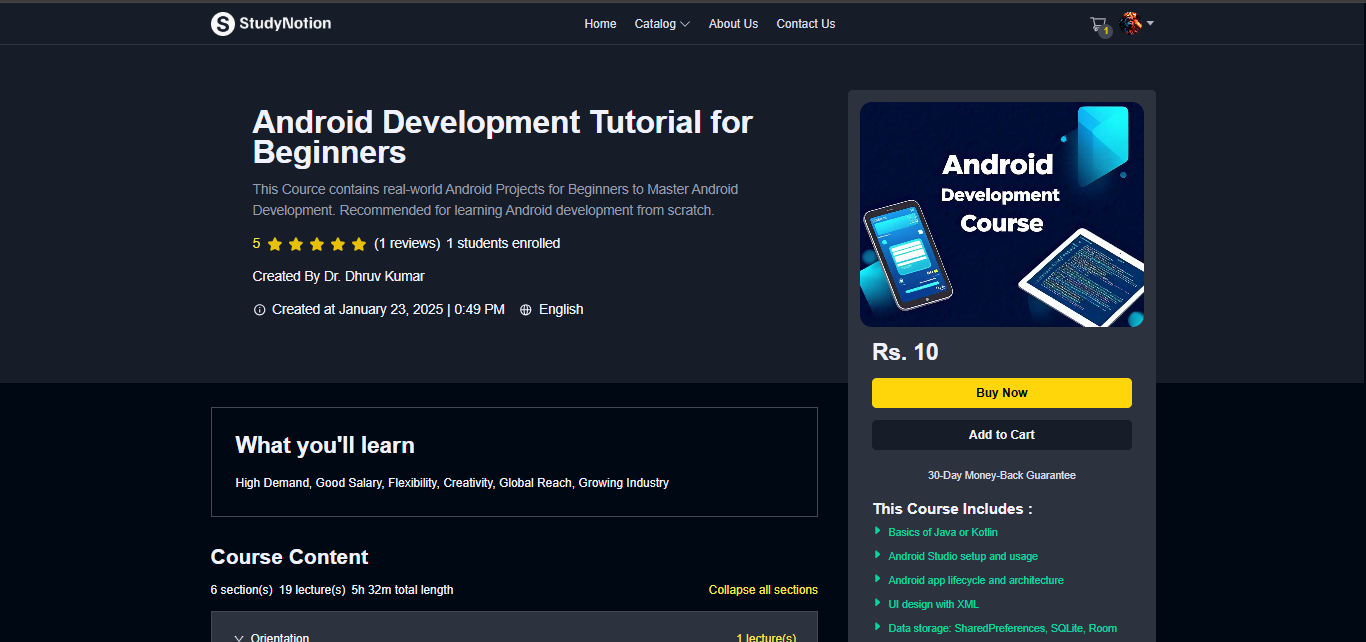 StudyNotion
Home
Catalog
About Us
Contact Us
1
Android Development Tutorial for
Beginners
This Cource contains real-world Android Projects for Beginners to Master Android
Development. Recommended for learning Android development from scratch.
5 (1 reviews) 1 students enrolled
Created By Dr. Dhruv Kumar
Created at January 23, 2025 | 0:49 PM English
Android
Development
Course
Rs. 10
Buy Now
Add to Cart
30-Day Money-Back Guarantee
This Course Includes :
Basics of Java or Kotlin
Android Studio setup and usage
Android app lifecycle and architecture
UI design with XML
Data storage: SharedPreferences, SQLite, Room
What you'll learn
High Demand, Good Salary, Flexibility, Creativity, Global Reach, Growing Industry
Course Content
6 section(s) 19 lecture(s) 5h 32m total length
Collapse all sections
Orientation
1 lecture(s)